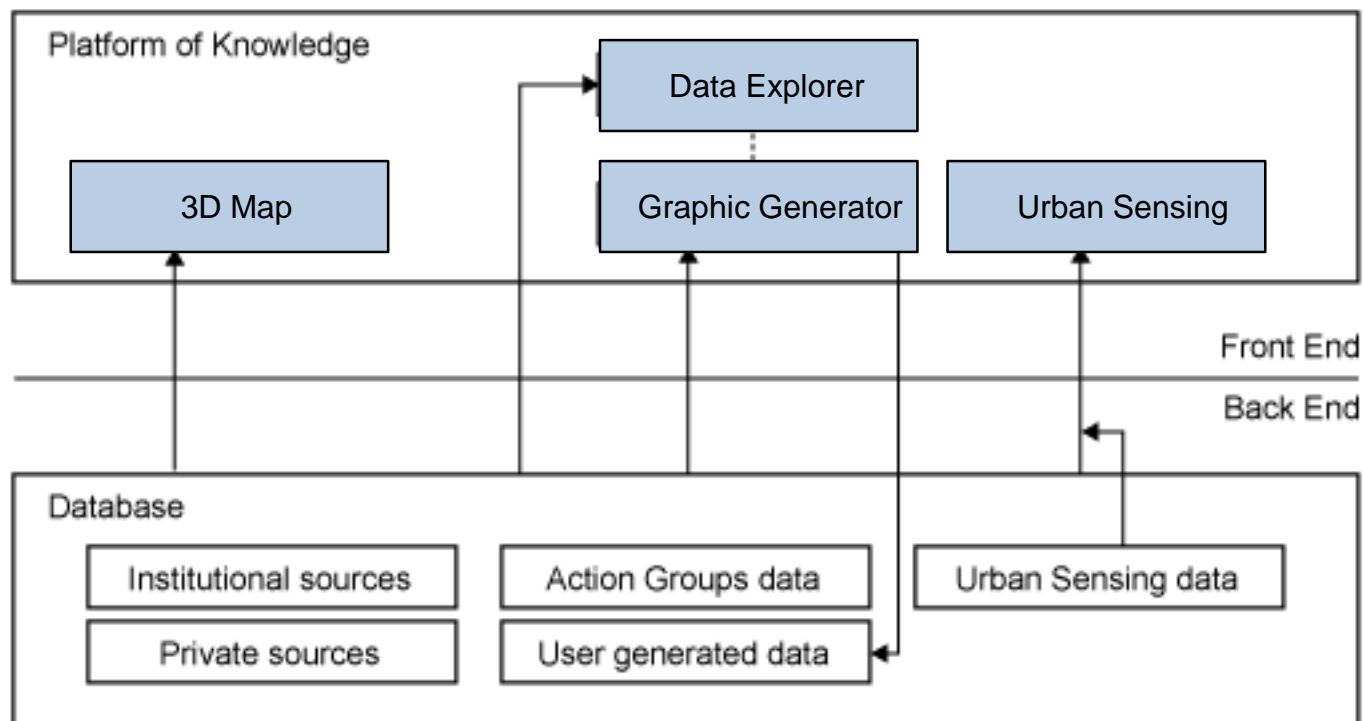 Platform of Knowledge
Data Explorer
3D Map
Graphic Generator
Urban Sensing
Front End
Back End
Database
Institutional sources
Action Groups data
Urban Sensing data
Private sources
User generated data